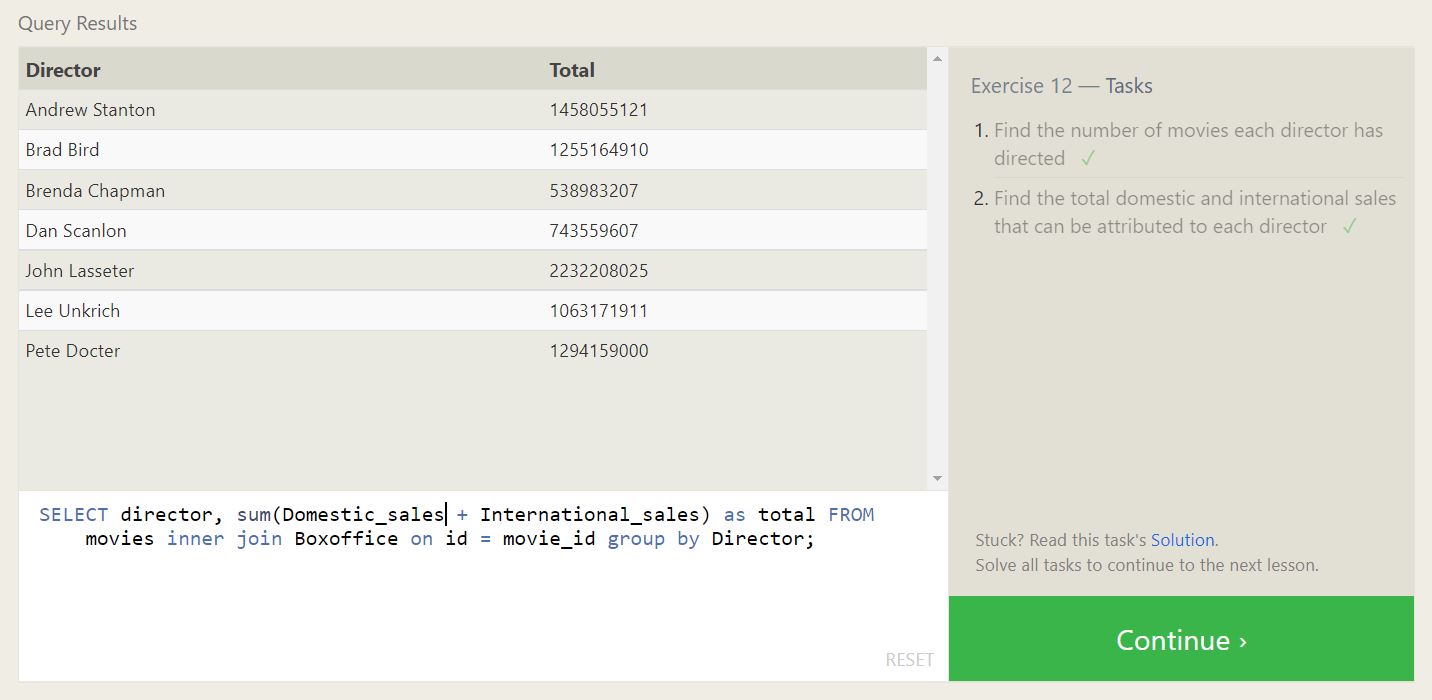 Query Results
Director Total
Andrew Stanton 1458055121
Brad Bird 1255164910
Brenda Chapman 538983207
Dan Scanlon 743559607
John Lasseter 2232208025
Lee Unkrich 1063171911
Pete Docter 1294159000
SELECT director, sum(Domestic_sales + International_sales) as total FROM
movies inner join Boxoffice on id = movie_id group by Director;
RESET
Exercise 12 — Tasks
1. Find the number of movies each director has
directed ✓
2. Find the total domestic and international sales
that can be attributed to each director ✓
Stuck? Read this task's Solution.
Solve all tasks to continue to the next lesson.
Continue ›